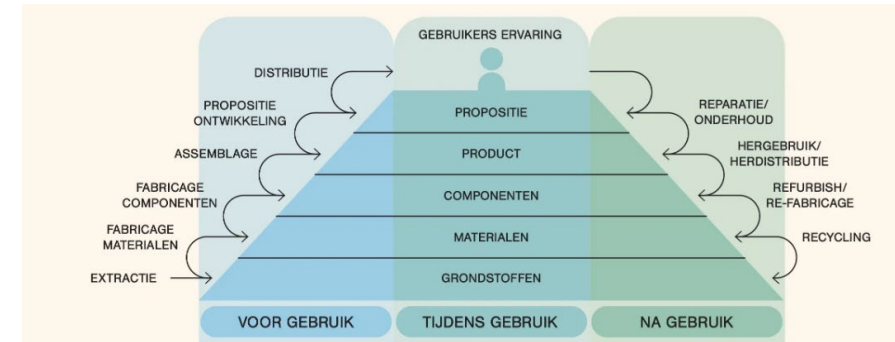 GEBRUIKERS ERVARING
DISTRIBUTIE
PROPOSITIE
ONTWIKKELING
ASSEMBLAGE
FABRICAGE
COMPONENTEN
FABRICAGE
MATERIALEN
EXTRACTIE
PROPOSITIE
PRODUCT
COMPONENTEN
MATERIALEN
GRONDSTOFFEN
REPARATIE/
ONDERHOUD
HERGEBRUIK/
HERDISTRIBUTIE
REFURBISH/
RE-FABRICAGE
RECYCLING
VOOR GEBRUIK
TIJDENS GEBRUIK
NA GEBRUIK